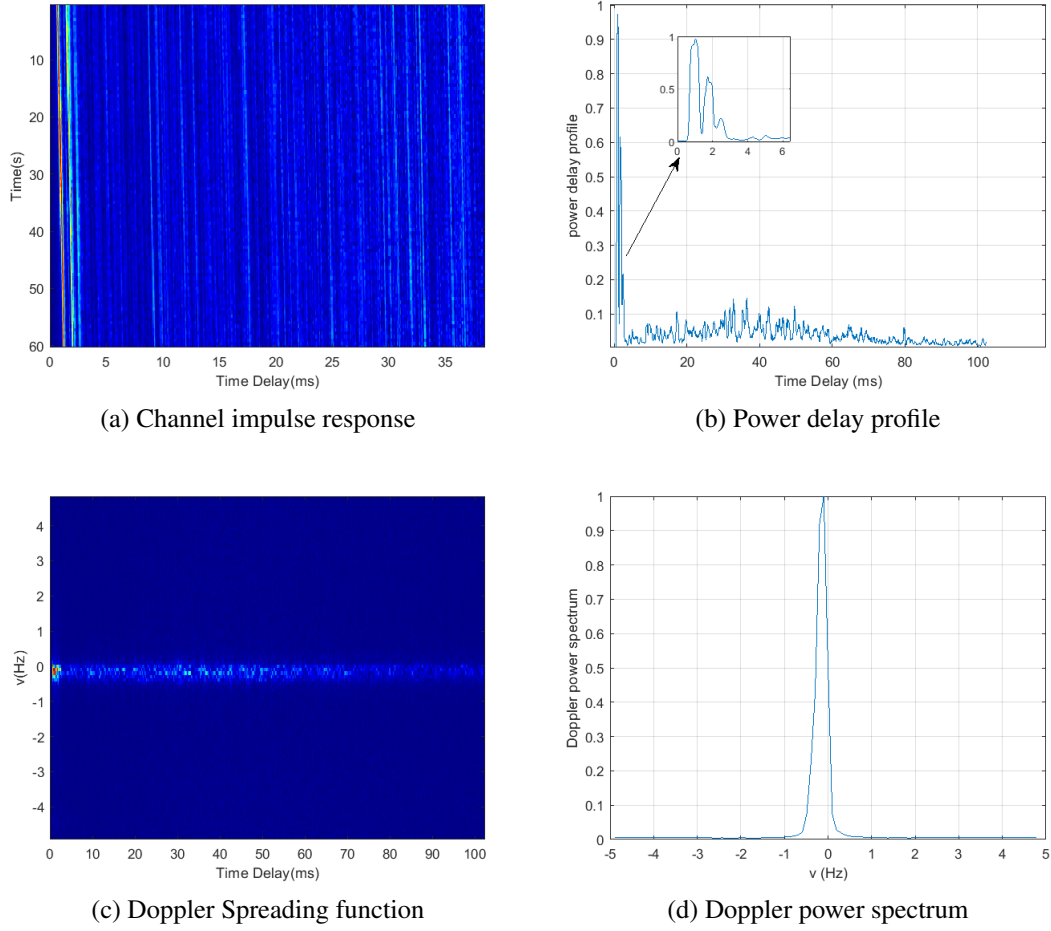 10
20
30
40
50
60
Time(s)
0 5 10 15 20 25 30 35
Time Delay(ms)
(a) Channel impulse response
1
0.9
0.8
0.7
0.6
0.5
0.4
0.3
0.2
0.1
power delay profile
1
0.5
0
0 2 4 6
0 20 40 60 80 100
Time Delay (ms)
(b) Power delay profile
4
3
2
1
0
-1
-2
-3
-4
v(Hz)
0 10 20 30 40 50 60 70 80 90 100
Time Delay(ms)
(c) Doppler Spreading function
1
0.9
0.8
0.7
0.6
0.5
0.4
0.3
0.2
0.1
0
Doppler power spectrum
-5 -4 -3 -2 -1 0 1 2 3 4 5
v (Hz)
(d) Doppler power spectrum